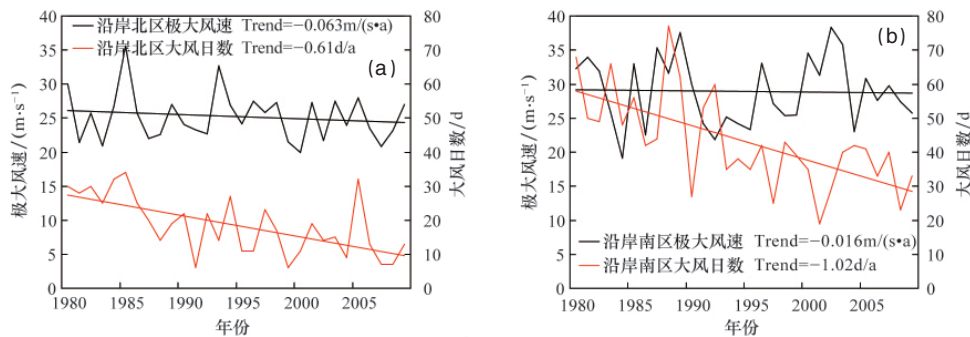 沿岸北区极大风速 Trend=−0.063m/(s•a)
沿岸北区大风日数 Trend=−0.61d/a
(a)
极大风速/(m·s⁻¹)
40
35
30
25
20
15
10
5
0
80
70
60
50
40
30
20
10
0
大风日数/d
1980 1985 1990 1995 2000 2005
年份
(b)
极大风速/(m·s⁻¹)
40
35
30
25
20
15
10
5
0
80
70
60
50
40
30
20
10
0
大风日数/d
沿岸南区极大风速 Trend=−0.016m/(s•a)
沿岸南区大风日数 Trend=−1.02d/a
1980 1985 1990 1995 2000 2005
年份